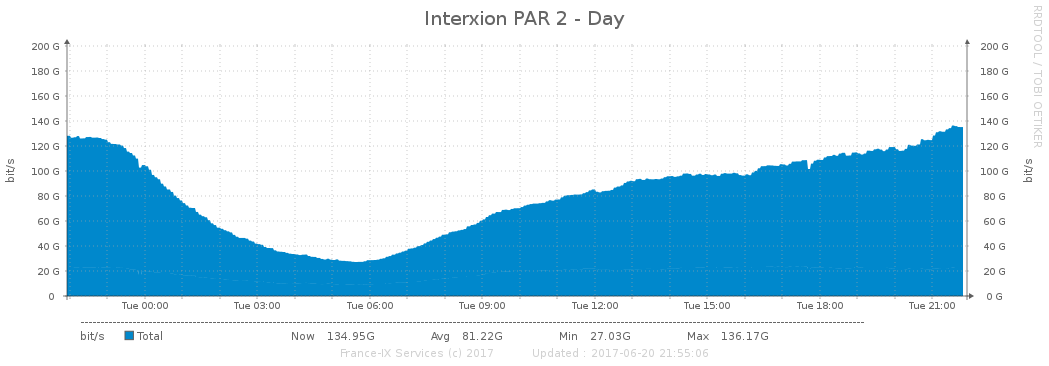 Interxion PAR 2 - Day
RRDTOOL / TOBI OETIKER
200 G 200 G
180 G 180 G
160 G 160 G
140 G 140 G
120 G 120 G
100 G 100 G
80 G 80 G
60 G 60 G
40 G 40 G
20 G 20 G
0 0 G
bit/s
bit/s
Tue 00:00 Tue 03:00 Tue 06:00 Tue 09:00 Tue 12:00 Tue 15:00 Tue 18:00 Tue 21:00
bit/s Total Now 134.95G Avg 81.22G Min 27.03G Max 136.17G
France-IX Services (c) 2017 Updated : 2017-06-20 21:55:06